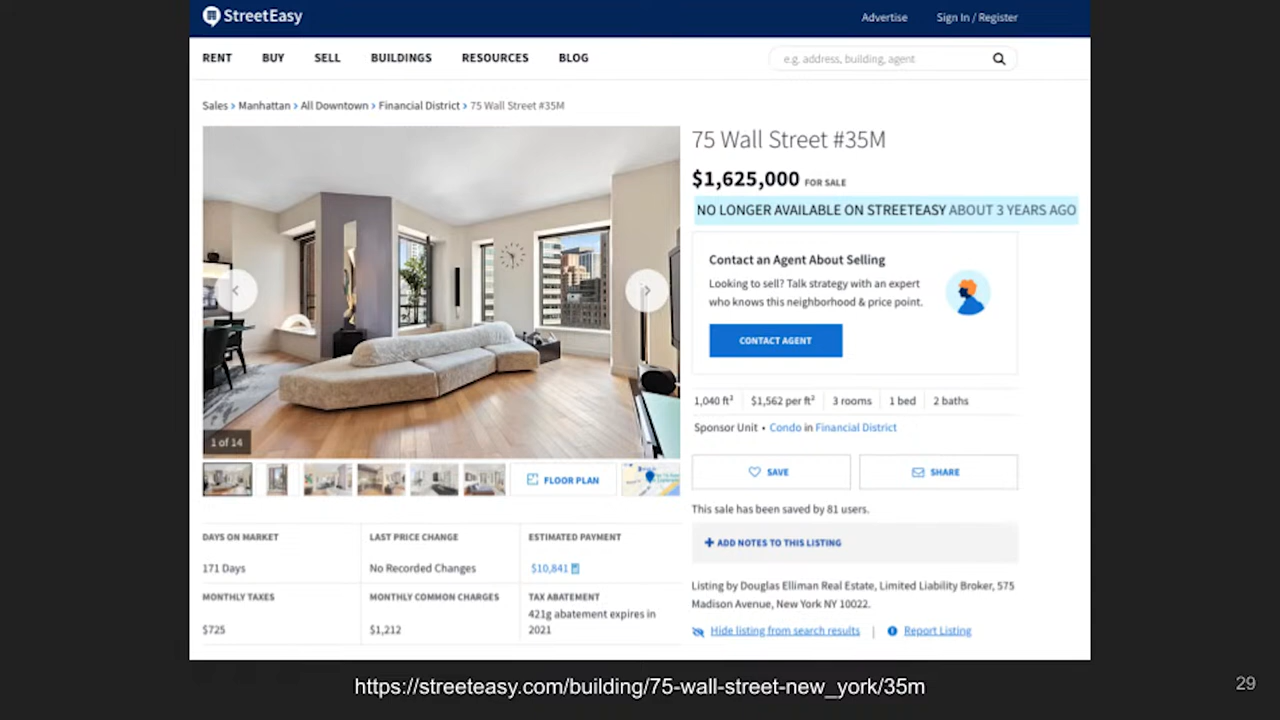 StreetEasy
Advertise
Sign In / Register
RENT
BUY
SELL
BUILDINGS
RESOURCES
BLOG
e.g. address, building, agent
Sales > Manhattan > All Downtown > Financial District > 75 Wall Street #35M
1 of 14
FLOOR PLAN
75 Wall Street #35M
$1,625,000 FOR SALE
NO LONGER AVAILABLE ON STREETEASY ABOUT 3 YEARS AGO
Contact an Agent About Selling
Looking to sell? Talk strategy with an expert
who knows this neighborhood & price point.
CONTACT AGENT
1,040 ft² $1,562 per ft² 3 rooms 1 bed 2 baths
Sponsor Unit • Condo in Financial District
SAVE
SHARE
This sale has been saved by 81 users.
+ ADD NOTES TO THIS LISTING
Listing by Douglas Elliman Real Estate, Limited Liability Broker, 575
Madison Avenue, New York NY 10022.
Hide listing from search results | Report Listing
DAYS ON MARKET
171 Days
LAST PRICE CHANGE
No Recorded Changes
ESTIMATED PAYMENT
$10,841
MONTHLY TAXES
$725
MONTHLY COMMON CHARGES
$1,212
TAX ABATEMENT
421g abatement expires in
2021
https://streeteasy.com/building/75-wall-street-new_york/35m
29